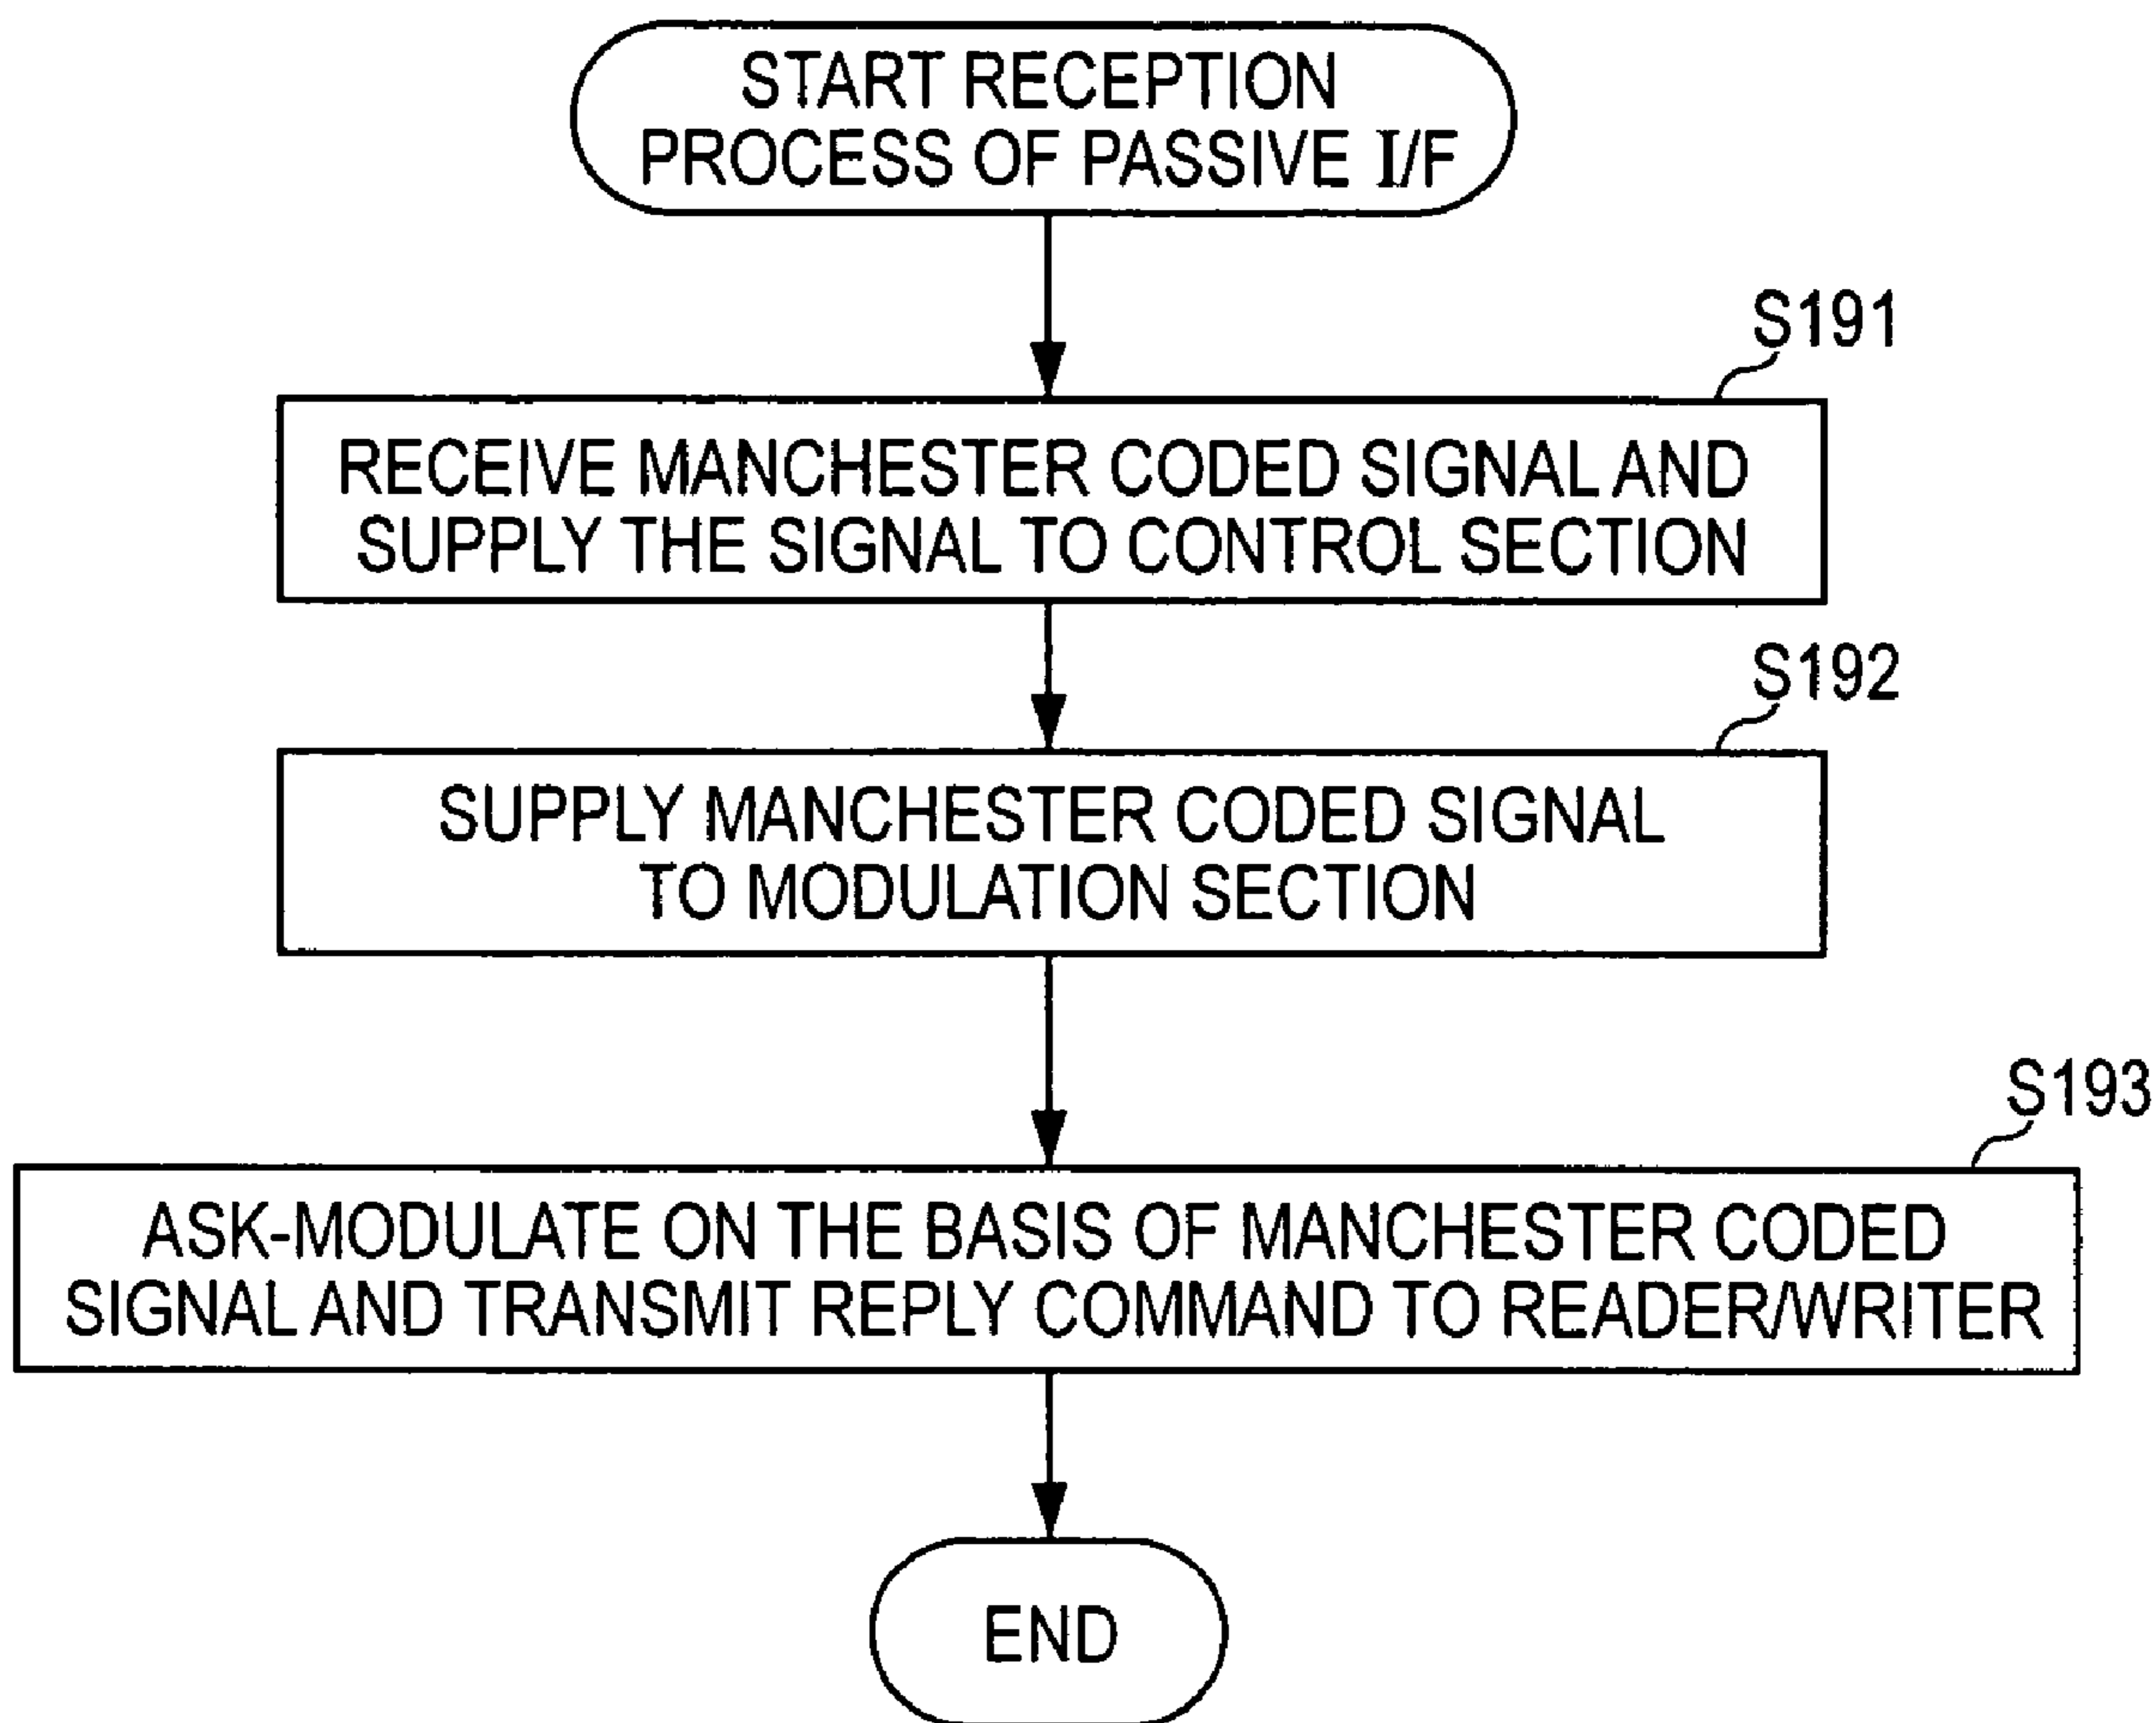 START RECEPTION
PROCESS OF PASSIVE I/F
S191
RECEIVE MANCHESTER CODED SIGNAL AND
SUPPLY THE SIGNAL TO CONTROL SECTION
S192
SUPPLY MANCHESTER CODED SIGNAL
TO MODULATION SECTION
S193
ASK-MODULATE ON THE BASIS OF MANCHESTER CODED
SIGNAL AND TRANSMIT REPLY COMMAND TO READER/WRITER
END